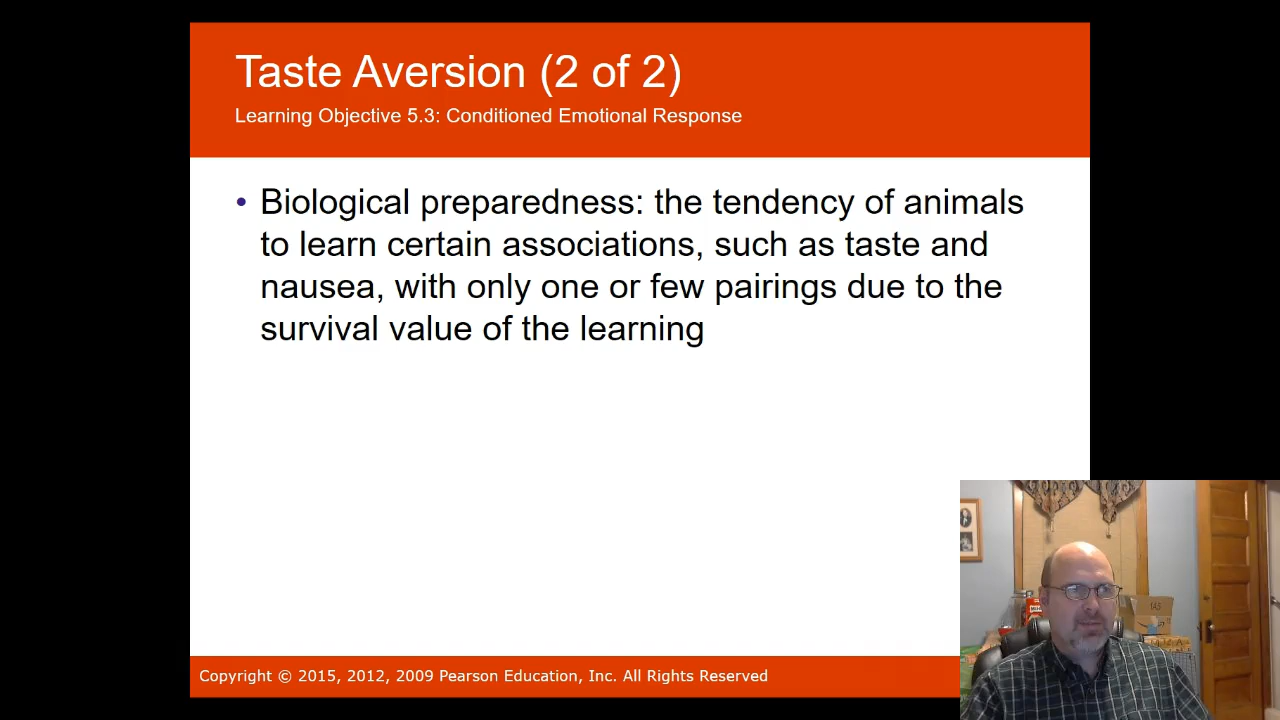 Taste Aversion (2 of 2)
Learning Objective 5.3: Conditioned Emotional Response
• Biological preparedness: the tendency of animals
to learn certain associations, such as taste and
nausea, with only one or few pairings due to the
survival value of the learning
Copyright © 2015, 2012, 2009 Pearson Education, Inc. All Rights Reserved